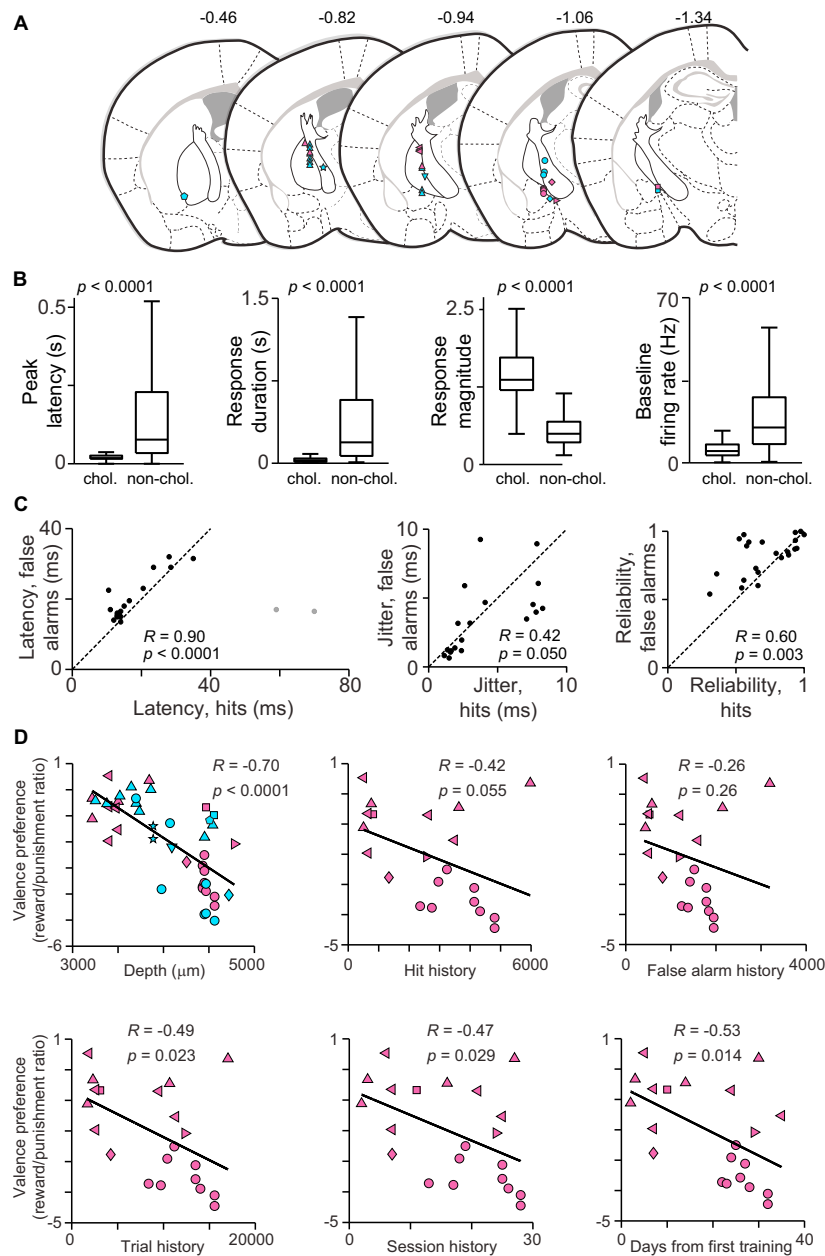 A
-0.46
-0.82
-0.94
-1.06
-1.34
B
p < 0.0001
0.5
0
Peak
latency (s)
chol. non-chol.
p < 0.0001
1.5
0
Response
duration (s)
chol. non-chol.
p < 0.0001
2.5
0
Response
magnitude
chol. non-chol.
p < 0.0001
70
0
Baseline
firing rate (Hz)
chol. non-chol.
C
40
20
0
Latency, false
alarms (ms)
R = 0.90
p < 0.0001
0 40 80
Latency, hits (ms)
10
0
Jitter, false
alarms (ms)
R = 0.42
p = 0.050
0 10
Jitter,
hits (ms)
1
0
Reliability,
false alarms
R = 0.60
p = 0.003
0 1
Reliability,
hits
D
Valence preference
(reward/punishment ratio)
1
-6
R = -0.70
p < 0.0001
3000 5000
Depth (μm)
1
-5
R = -0.42
p = 0.055
0 6000
Hit history
1
-5
R = -0.26
p = 0.26
0 4000
False alarm history
Valence preference
(reward/punishment ratio)
1
-5
R = -0.49
p = 0.023
0 20000
Trial history
1
-5
R = -0.47
p = 0.029
0 30
Session history
1
-5
R = -0.53
p = 0.014
0 40
Days from first training